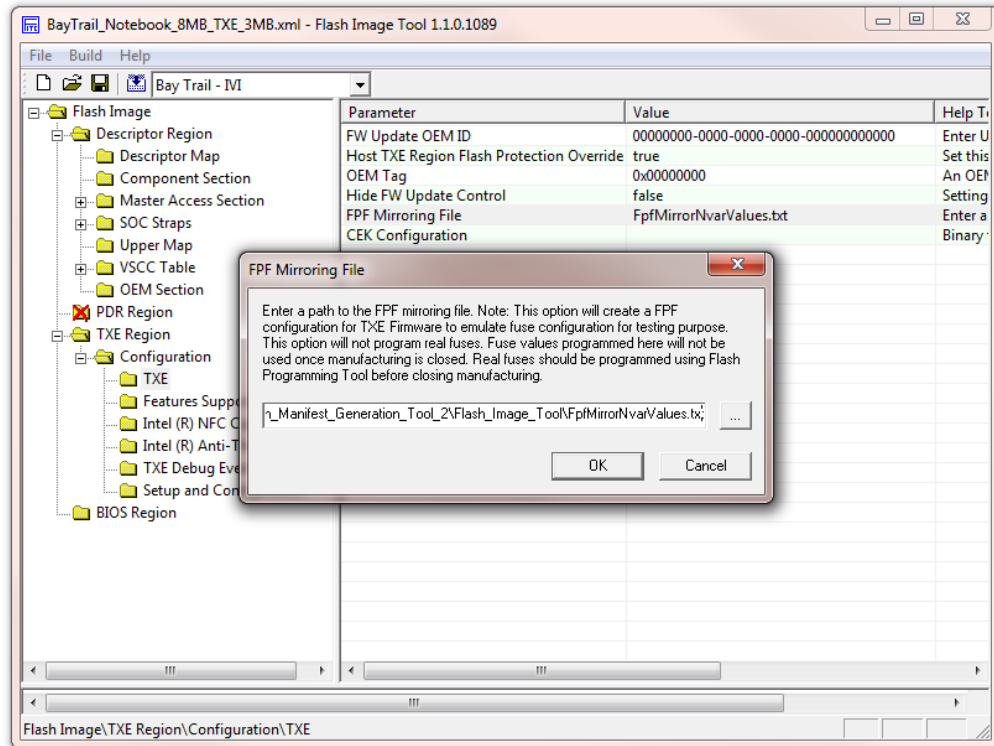 BayTrail_Notebook_8MB_TXE_3MB.xml - Flash Image Tool 1.1.0.1089
File Build Help
Bay Trail - IVI
Flash Image
Descriptor Region
Descriptor Map
Component Section
Master Access Section
SOC Straps
Upper Map
VSCC Table
OEM Section
PDR Region
TXE Region
Configuration
TXE
Features Suppo
Intel (R) NFC C
Intel (R) Anti-T
TXE Debug Eve
Setup and Con
BIOS Region
Parameter Value Help T
FW Update OEM ID 00000000-0000-0000-0000-000000000000 Enter U
Host TXE Region Flash Protection Override true Set this
OEM Tag 0x00000000 An OEM
Hide FW Update Control false Setting
FPF Mirroring File FpfMirrorNvarValues.txt Enter a
CEK Configuration Binary
FPF Mirroring File
Enter a path to the FPF mirroring file. Note: This option will create a FPF
configuration for TXE Firmware to emulate fuse configuration for testing purpose.
This option will not program real fuses. Fuse values programmed here will not be
used once manufacturing is closed. Real fuses should be programmed using Flash
Programming Tool before closing manufacturing.
n_Manifest_Generation_Tool_2\Flash_Image_Tool\FpfMirrorNvarValues.tx
...
OK Cancel
Flash Image\TXE Region\Configuration\TXE